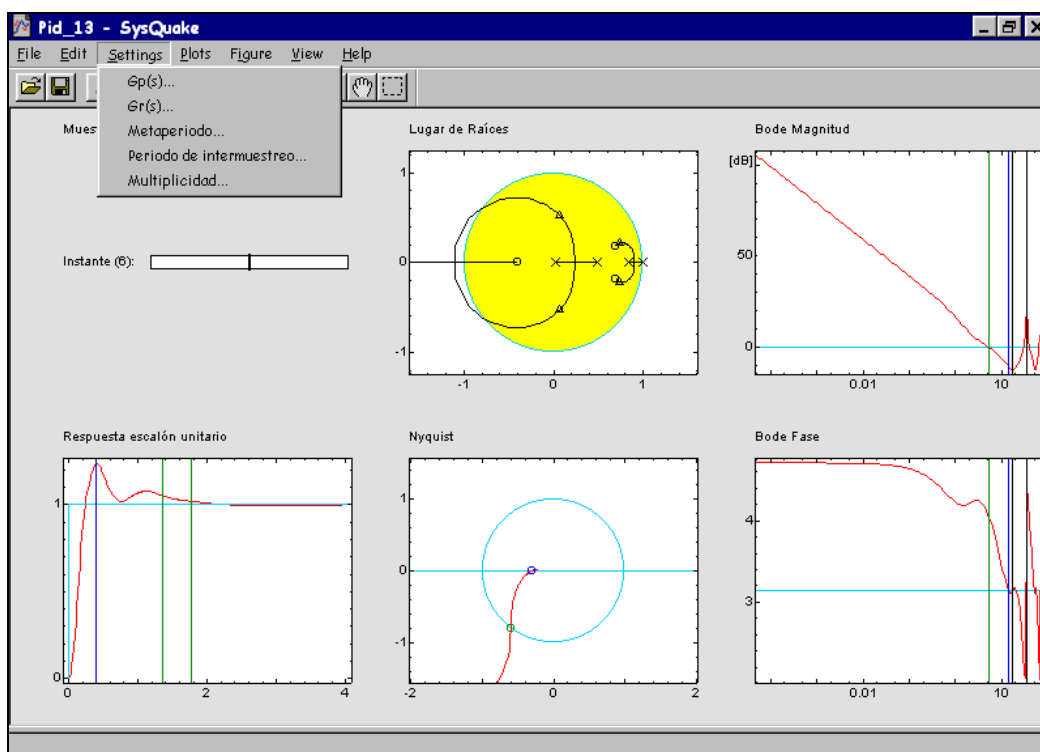 Pid_13 - SysQuake
File Edit Settings Plots Figure View Help
Gp(s)...
Gr(s)...
Metaperiodo...
Periodo de intermuestreo...
Multiplicidad...
Mues
Instante (6):
Lugar de Raíces
1
0
-1
-1 0 1
Bode Magnitud
[dB]
50
0
0.01 10
Respuesta escalón unitario
1
0
0 2 4
Nyquist
1
0
-1
-2 0 2
Bode Fase
4
3
0.01 10